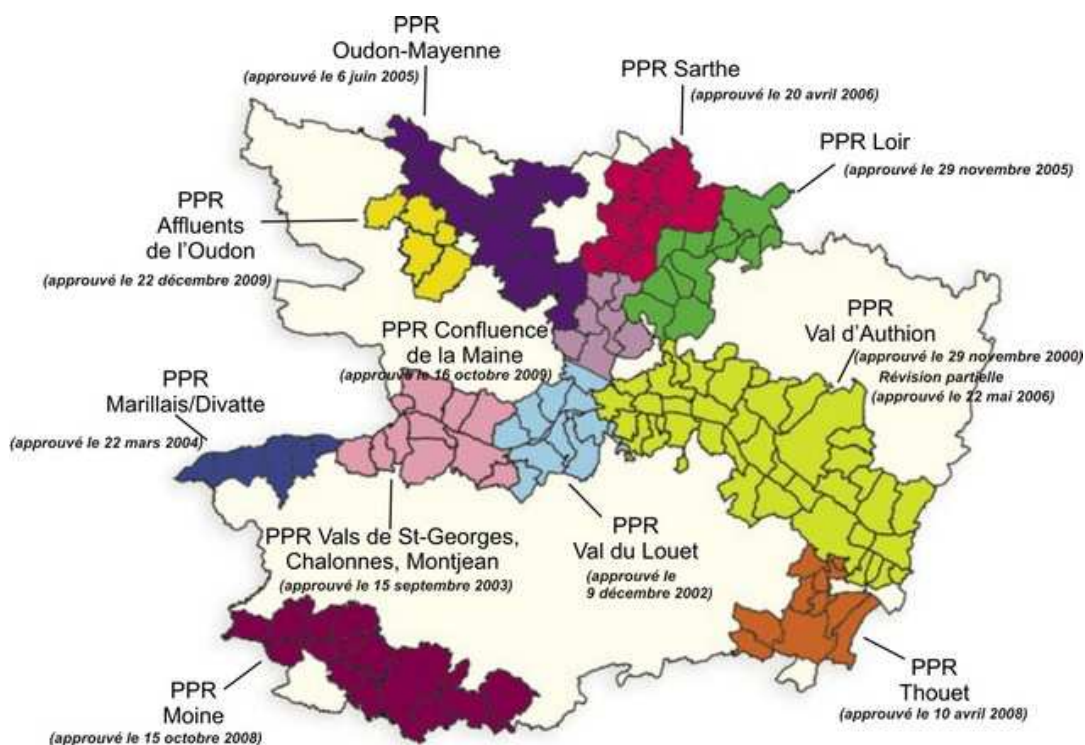 PPR
Oudon-Mayenne
(approuvé le 6 juin 2005)
PPR Sarthe
(approuvé le 20 avril 2006)
PPR Loir
(approuvé le 29 novembre 2005)
PPR
Affluents
de l'Oudon
(approuvé le 22 décembre 2009)
PPR Confluence
de la Maine
(approuvé le 16 octobre 2009)
PPR
Val d'Authion
(approuvé le 29 novembre 2000)
Révision partielle
(approuvé le 22 mai 2006)
PPR
Marillais/Divatte
(approuvé le 22 mars 2004)
PPR Vals de St-Georges,
Chalonnes, Montjean
(approuvé le 15 septembre 2003)
PPR
Val du Louet
(approuvé le
9 décembre 2002)
PPR
Moine
(approuvé le 15 octobre 2008)
PPR
Thouet
(approuvé le 10 avril 2008)